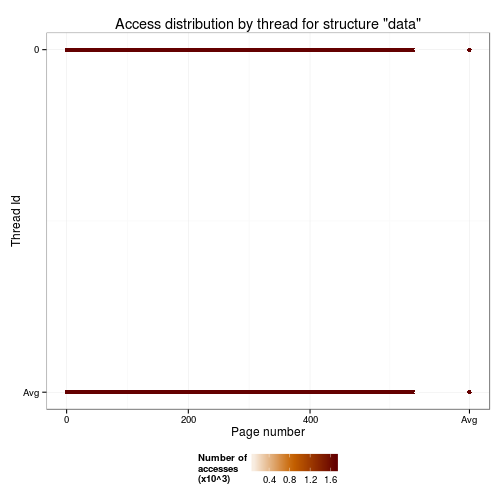 Access distribution by thread for structure "data"
0
Thread Id
Avg
0 200 400 Avg
Page number
Number of
accesses
(x10^3)
0.4 0.8 1.2 1.6